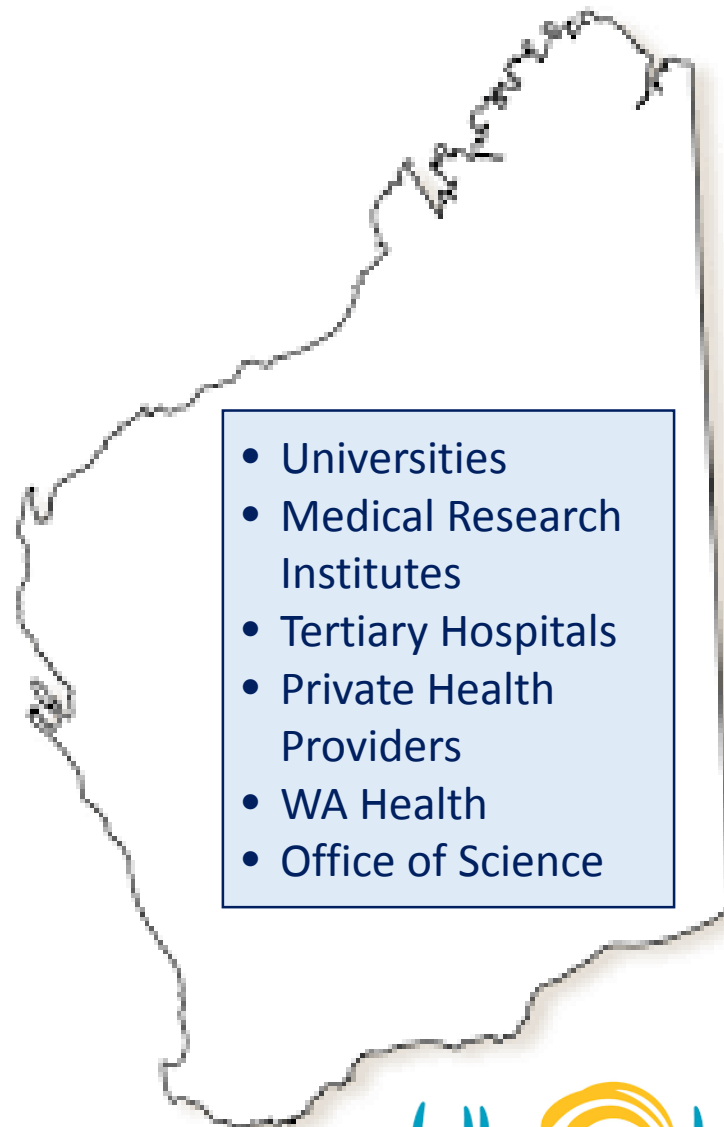 • Universities
• Medical Research
Institutes
• Tertiary Hospitals
• Private Health
Providers
• WA Health
• Office of Science